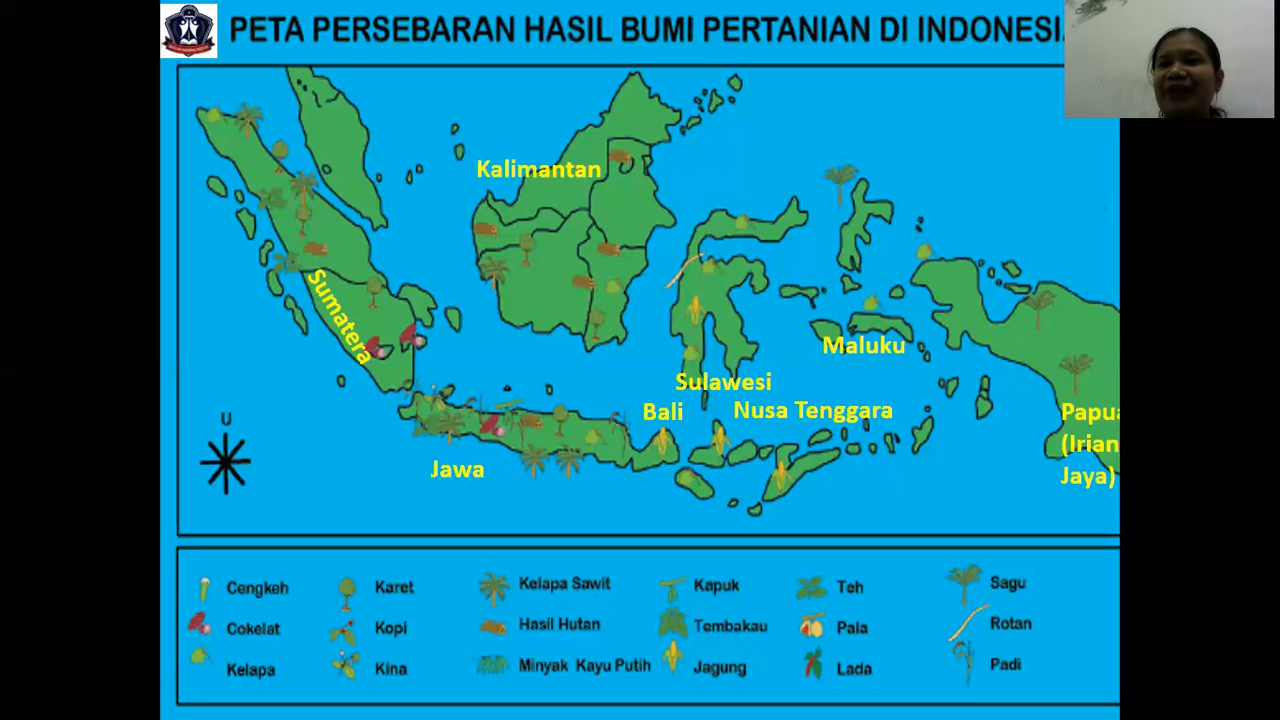 PETA PERSEBARAN HASIL BUMI PERTANIAN DI INDONESIA
Kalimantan
Sumatera
Maluku
Sulawesi
Bali
Nusa Tenggara
Papua
(Irian
Jaya)
U
Jawa
Cengkeh
Karet
Kelapa Sawit
Kapuk
Teh
Sagu
Cokelat
Kopi
Hasil Hutan
Tembakau
Pala
Rotan
Kelapa
Kina
Minyak Kayu Putih
Jagung
Lada
Padi